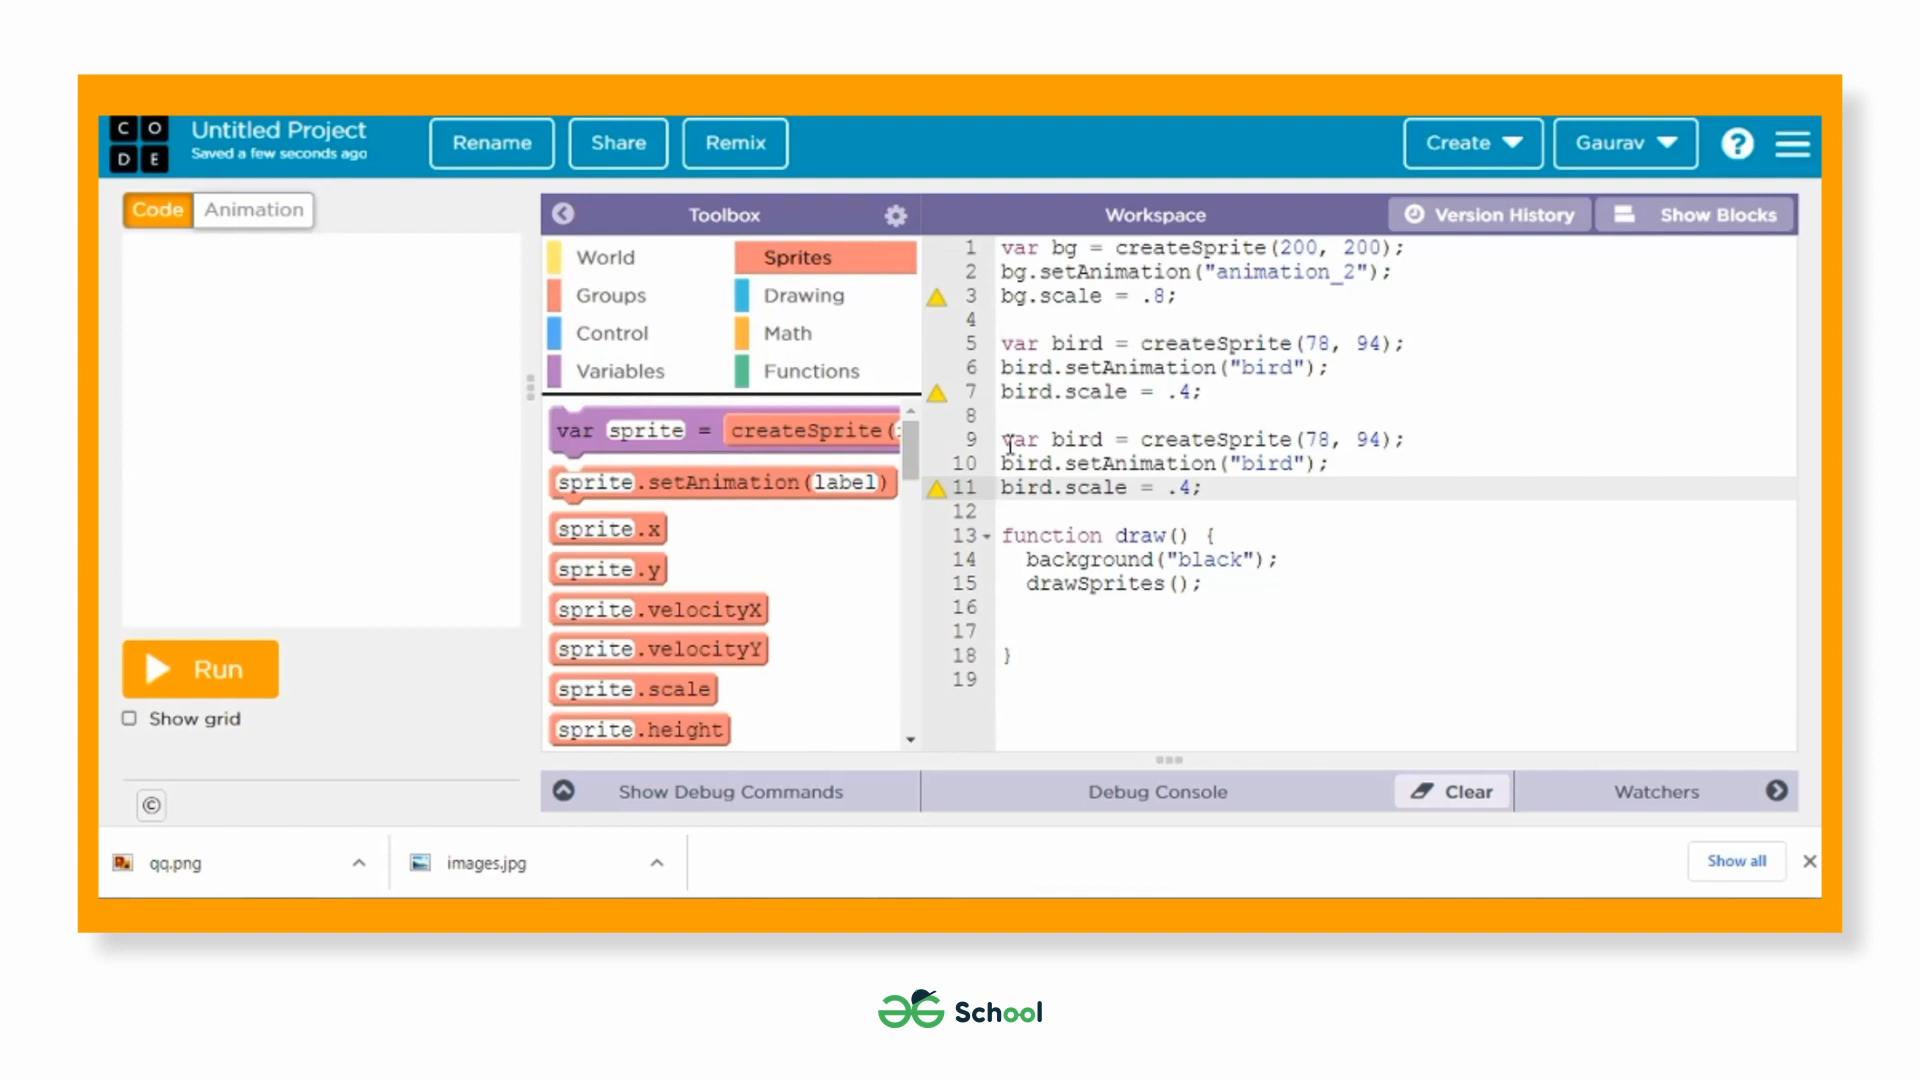 C O
D E
Untitled Project
Saved a few seconds ago
Rename
Share
Remix
Create
Gaurav
?
Code
Animation
Toolbox
Workspace
Version History
Show Blocks
World
Sprites
Groups
Drawing
Control
Math
Variables
Functions
var sprite = createSprite(
sprite.setAnimation(label)
sprite.x
sprite.y
sprite.velocityX
sprite.velocityY
sprite.scale
sprite.height
1 var bg = createSprite(200, 200);
2 bg.setAnimation("animation_2");
3 bg.scale = .8;
4
5 var bird = createSprite(78, 94);
6 bird.setAnimation("bird");
7 bird.scale = .4;
8
9 var bird = createSprite(78, 94);
10 bird.setAnimation("bird");
11 bird.scale = .4;
12
13 function draw() {
14 background("black");
15 drawSprites();
16
17
18 }
19
Run
Show grid
©
Show Debug Commands
Debug Console
Clear
Watchers
qq.png
images.jpg
Show all
School